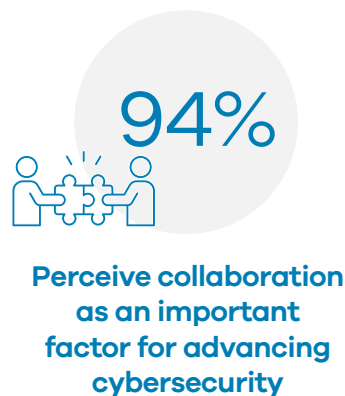 94%
Perceive collaboration
as an important
factor for advancing
cybersecurity